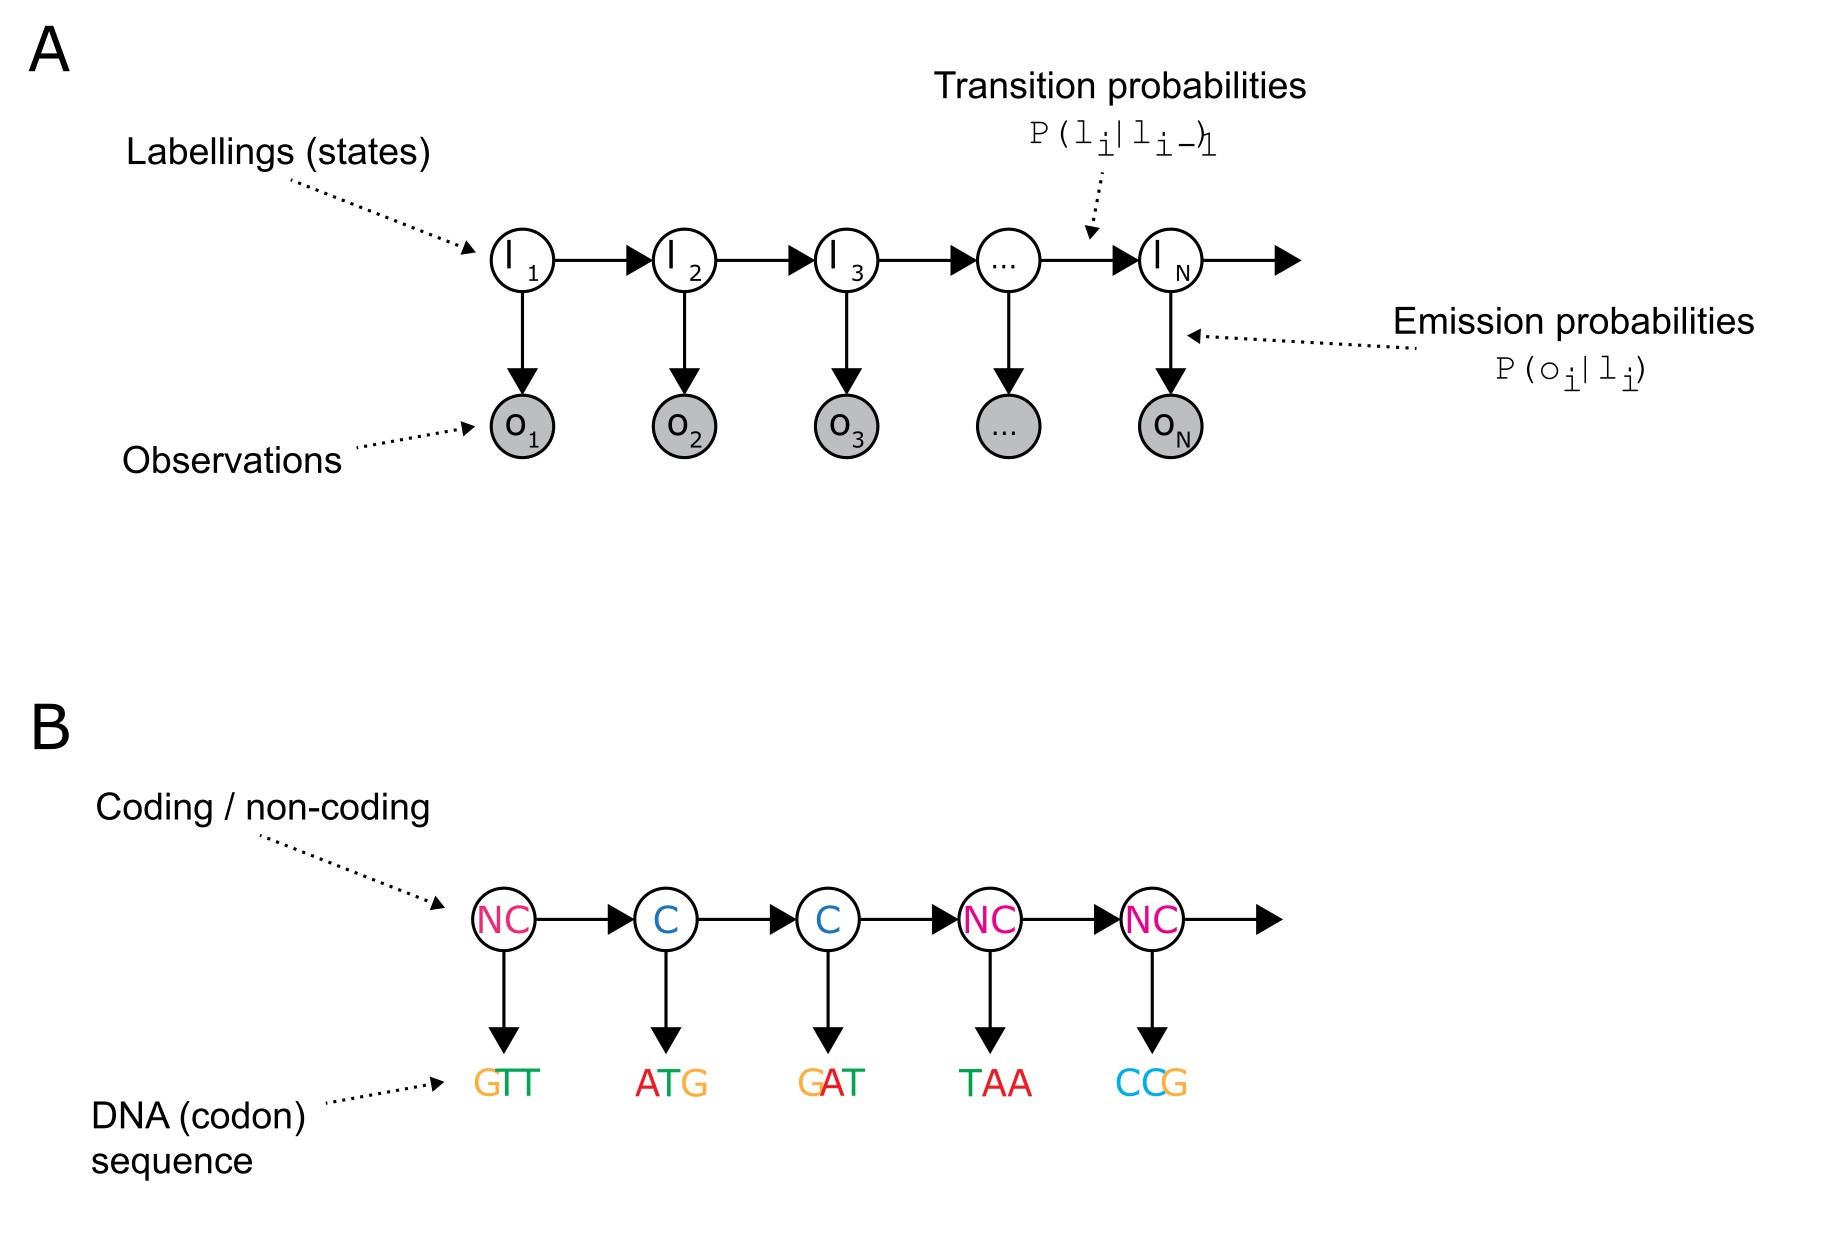 A
Transition probabilities
P(l_i|l_{i-1})
Labellings (states)
l_1 l_2 l_3 ... l_N
Emission probabilities
P(o_i|l_i)
o_1 o_2 o_3 ... o_N
Observations
B
Coding / non-coding
NC C C NC NC
GTT ATG GAT TAA CCG
DNA (codon)
sequence